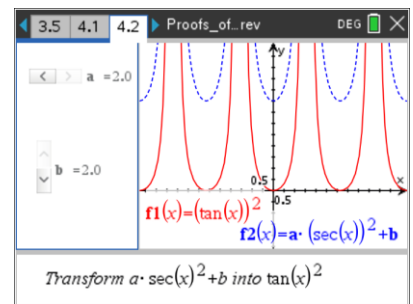 3.5 4.1 4.2 Proofs_of…rev DEG
a =2.0
y
b =2.0
0.5 x
0.5
f1(x)=(tan(x))²
f2(x)=a·(sec(x))²+b
Transform a·sec(x)²+b into tan(x)²